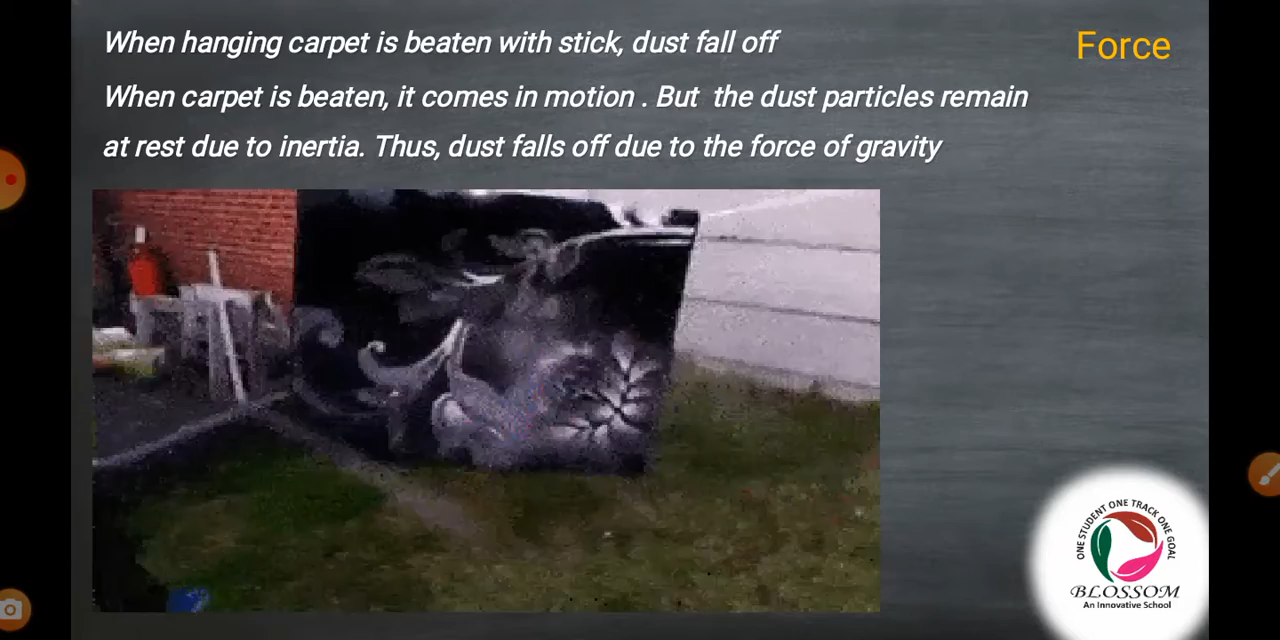 When hanging carpet is beaten with stick, dust fall off
Force
When carpet is beaten, it comes in motion . But the dust particles remain
at rest due to inertia. Thus, dust falls off due to the force of gravity
ONE STUDENT ONE TRACK ONE GOAL
BLOSSOM
An Innovative School